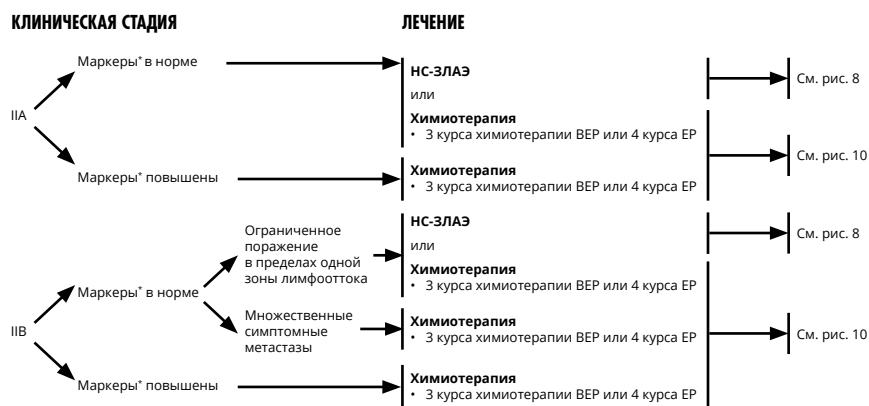 КЛИНИЧЕСКАЯ СТАДИЯ
ЛЕЧЕНИЕ
IIA
Маркеры* в норме
НС-ЗЛАЭ
или
Химиотерапия
• 3 курса химиотерапии BEP или 4 курса EP
См. рис. 8
Маркеры* повышены
Химиотерапия
• 3 курса химиотерапии BEP или 4 курса EP
См. рис. 10
IIB
Маркеры* в норме
Ограниченное
поражение
в пределах одной
зоны лимфооттока
НС-ЗЛАЭ
или
Химиотерапия
• 3 курса химиотерапии BEP или 4 курса EP
См. рис. 8
Множественные
симптомные
метастазы
Химиотерапия
• 3 курса химиотерапии BEP или 4 курса EP
См. рис. 10
Маркеры* повышены
Химиотерапия
• 3 курса химиотерапии BEP или 4 курса EP